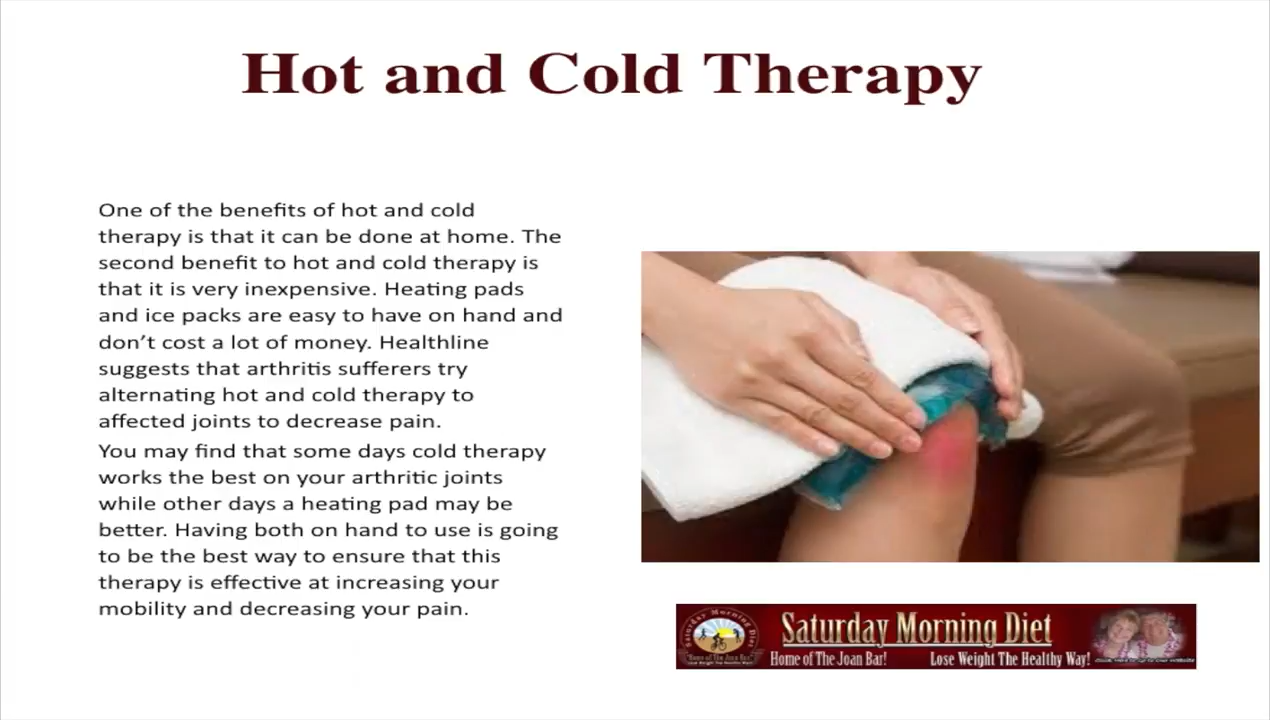 Hot and Cold Therapy
One of the benefits of hot and cold
therapy is that it can be done at home. The
second benefit to hot and cold therapy is
that it is very inexpensive. Heating pads
and ice packs are easy to have on hand and
don’t cost a lot of money. Healthline
suggests that arthritis sufferers try
alternating hot and cold therapy to
affected joints to decrease pain.
You may find that some days cold therapy
works the best on your arthritic joints
while other days a heating pad may be
better. Having both on hand to use is going
to be the best way to ensure that this
therapy is effective at increasing your
mobility and decreasing your pain.
Saturday Morning Diet
Saturday Morning Diet
Home of The Joan Bar! Lose Weight The Healthy Way!